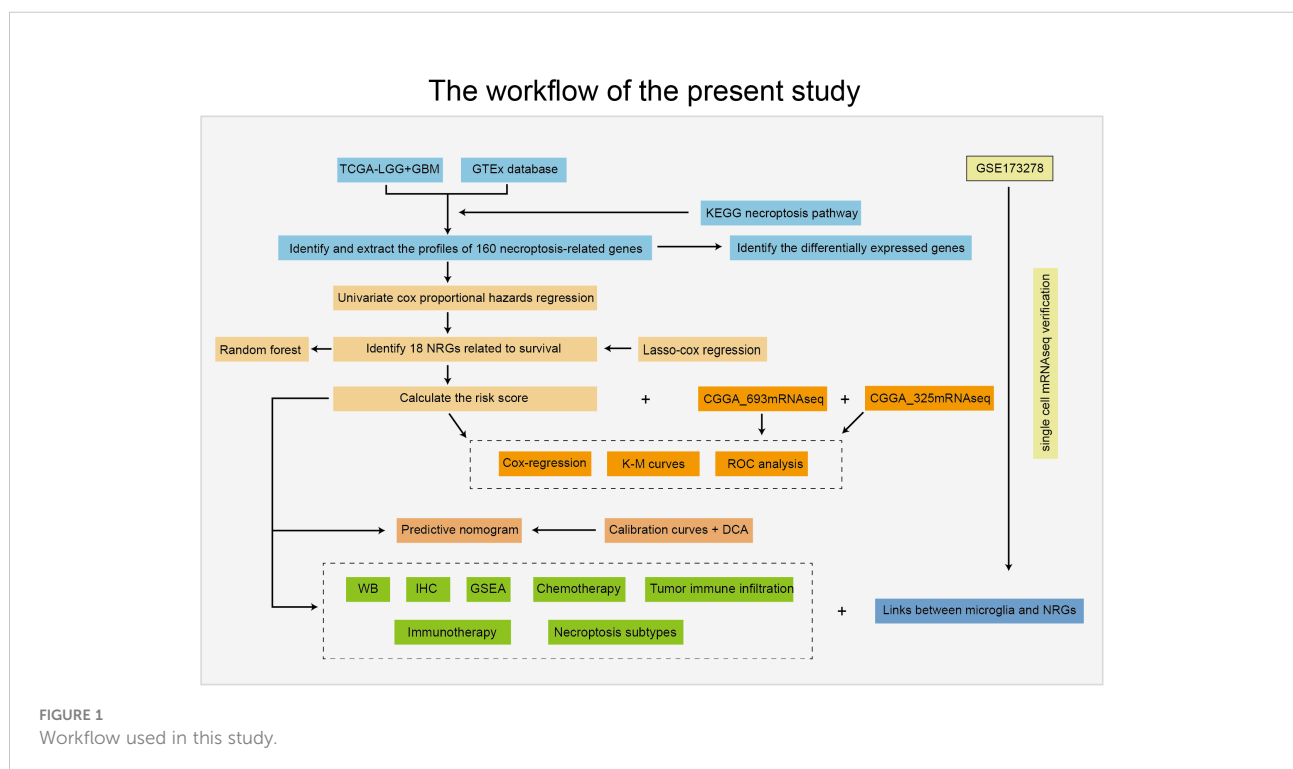 The workflow of the present study
TCGA-LGG+GBM
GTEx database
GSE173278
KEGG necroptosis pathway
Identify and extract the profiles of 160 necroptosis-related genes
Identify the differentially expressed genes
Univariate cox proportional hazards regression
single cell mRNAseq verification
Random forest
Identify 18 NRGs related to survival
Lasso-cox regression
Calculate the risk score
+
CGGA_693mRNAseq
+
CGGA_325mRNAseq
Cox-regression
K-M curves
ROC analysis
Predictive nomogram
Calibration curves + DCA
WB
IHC
GSEA
Chemotherapy
Tumor immune infiltration
+
Links between microglia and NRGs
Immunotherapy
Necroptosis subtypes
FIGURE 1
Workflow used in this study.